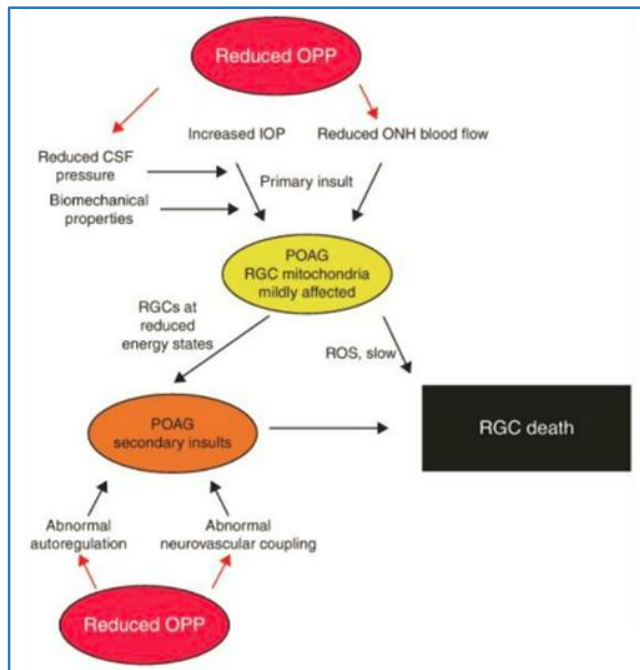 Reduced OPP
Increased IOP
Reduced ONH blood flow
Reduced CSF
pressure
Primary insult
Biomechanical
properties
POAG
RGC mitochondria
mildly affected
RGCs at
reduced
energy states
ROS, slow
POAG
secondary insults
RGC death
Abnormal
autoregulation
Abnormal
neurovascular coupling
Reduced OPP